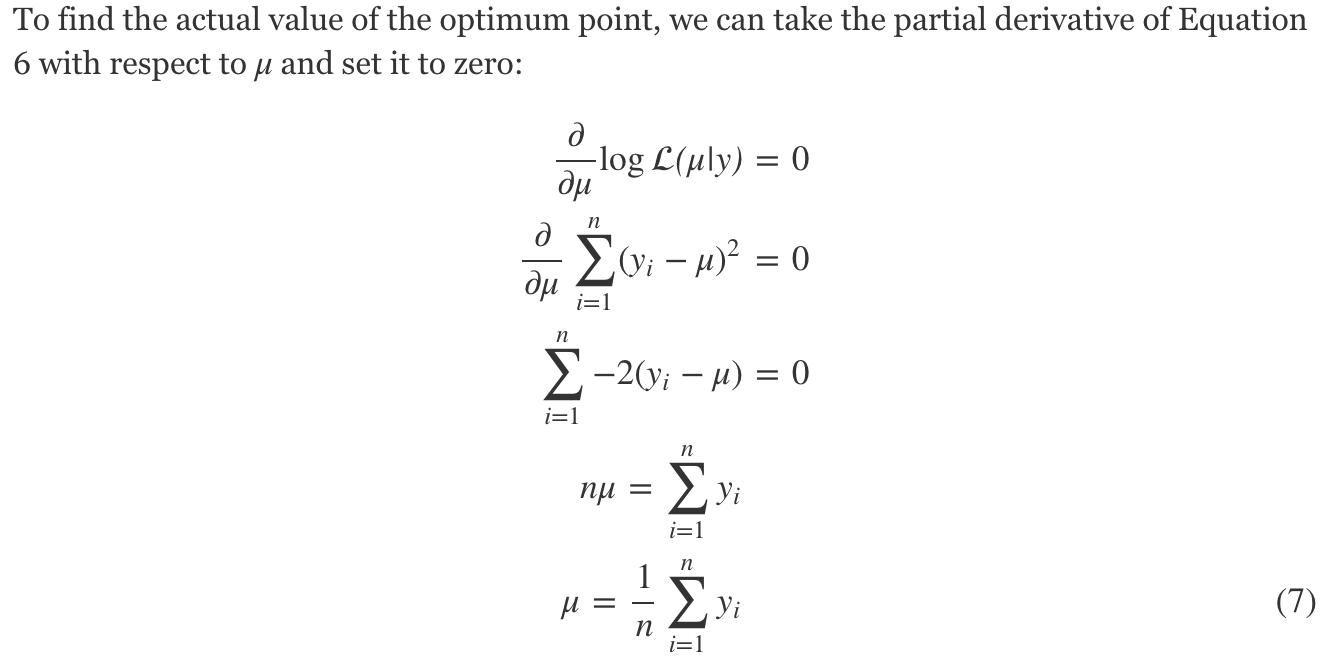 To find the actual value of the optimum point, we can take the partial derivative of Equation
6 with respect to μ and set it to zero:
∂/∂μ log ℒ(μ|y) = 0
∂/∂μ ∑_{i=1}^{n} (y_i − μ)² = 0
∑_{i=1}^{n} −2(y_i − μ) = 0
nμ = ∑_{i=1}^{n} y_i
μ = 1/n ∑_{i=1}^{n} y_i (7)